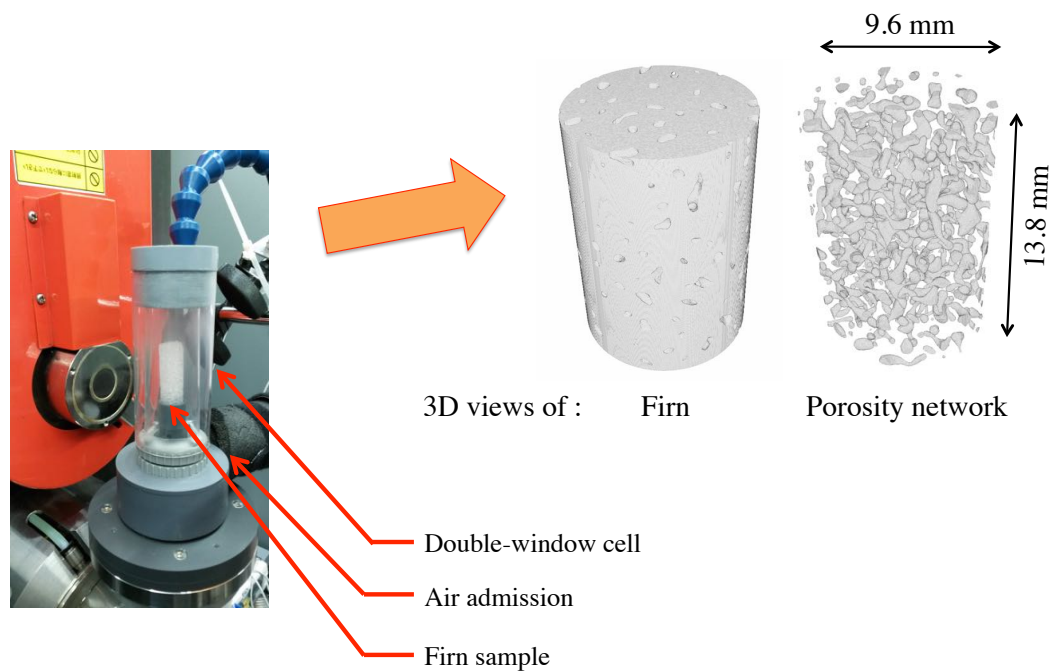 9.6 mm
13.8 mm
3D views of :
Firn
Porosity network
Double-window cell
Air admission
Firn sample